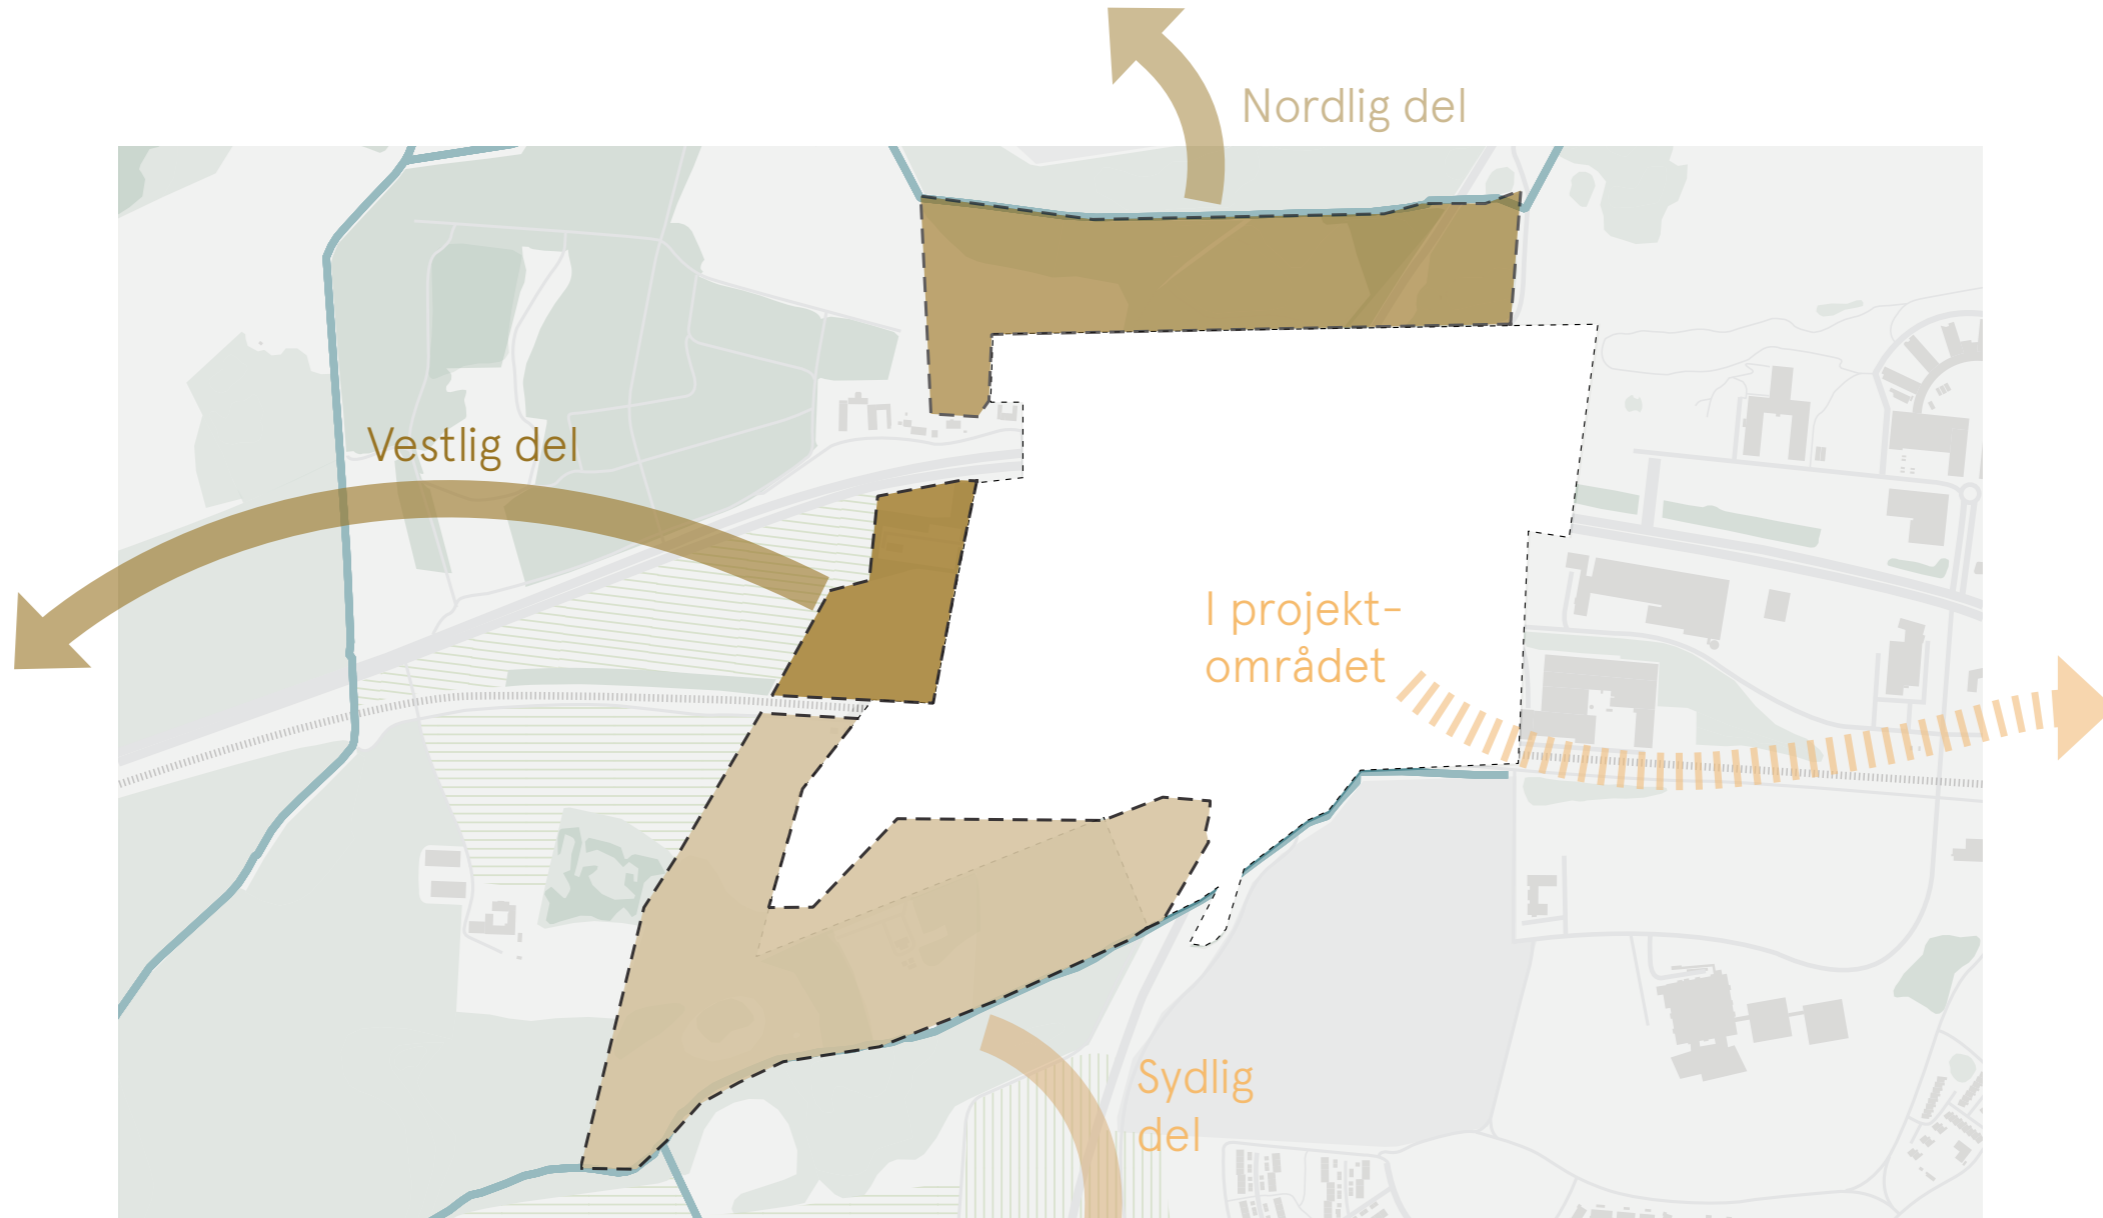 Nordlig del
Vestlig del
I projekt-
området
Sydlig
del